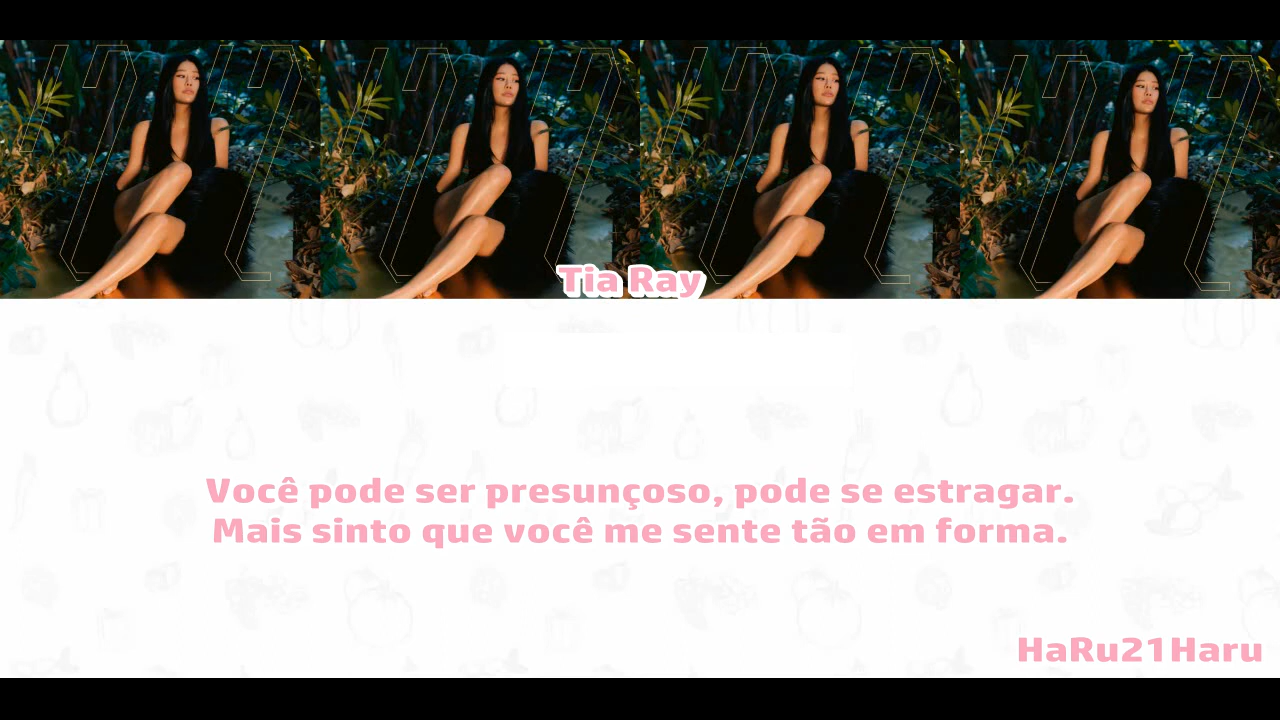 Tia Ray
Você pode ser presunçoso, pode se estragar.
Mais sinto que você me sente tão em forma.
HaRu21Haru